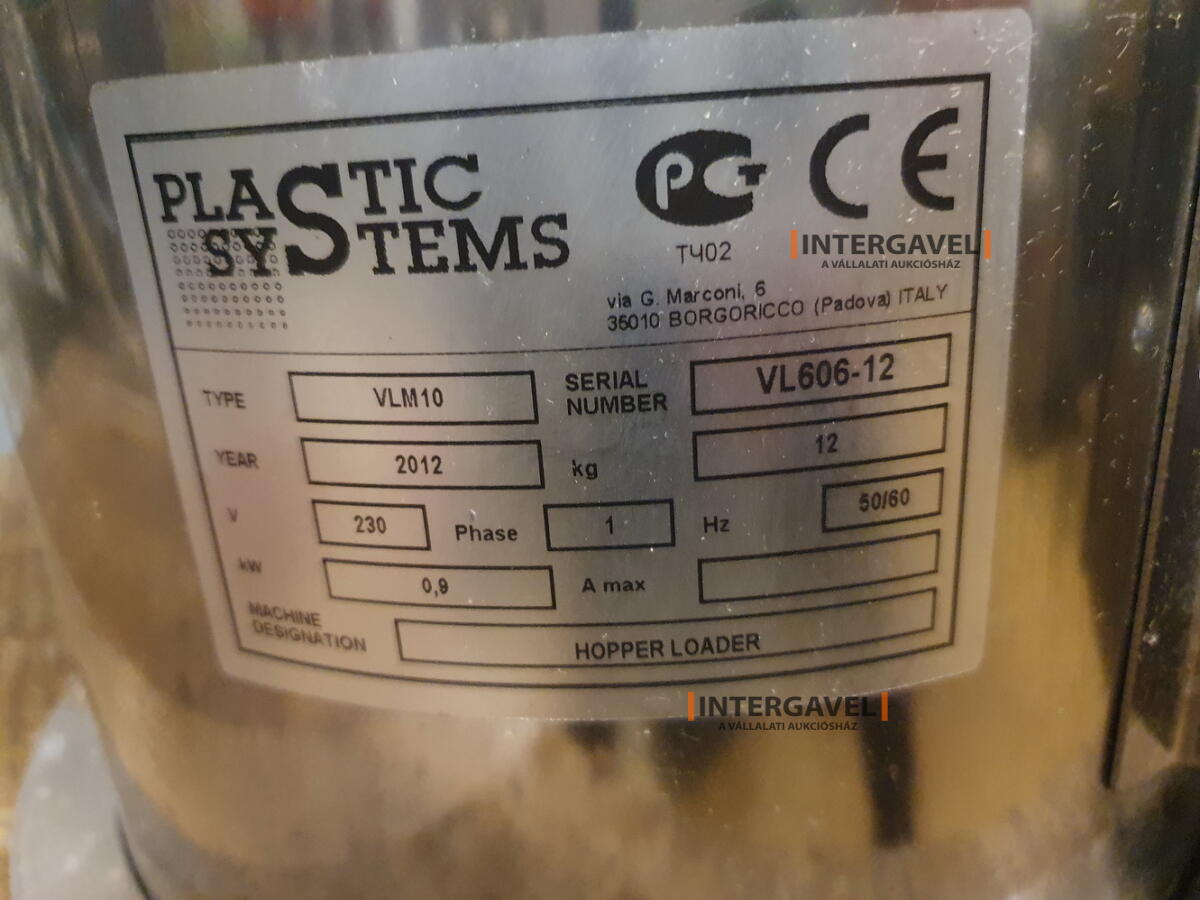 PLASTIC
SYSTEMS
РСТ
CE
ТЧ02
INTERGAVEL
A VÁLLALATI AUKCIÓSHÁZ
via G. Marconi, 6
35010 BORGORICCO (Padova) ITALY
TYPE VLM10 SERIAL NUMBER VL606-12
YEAR 2012 kg 12
V 230 Phase 1 Hz 50/60
kW 0,9 A max
MACHINE DESIGNATION HOPPER LOADER
INTERGAVEL
A VÁLLALATI AUKCIÓSHÁZ